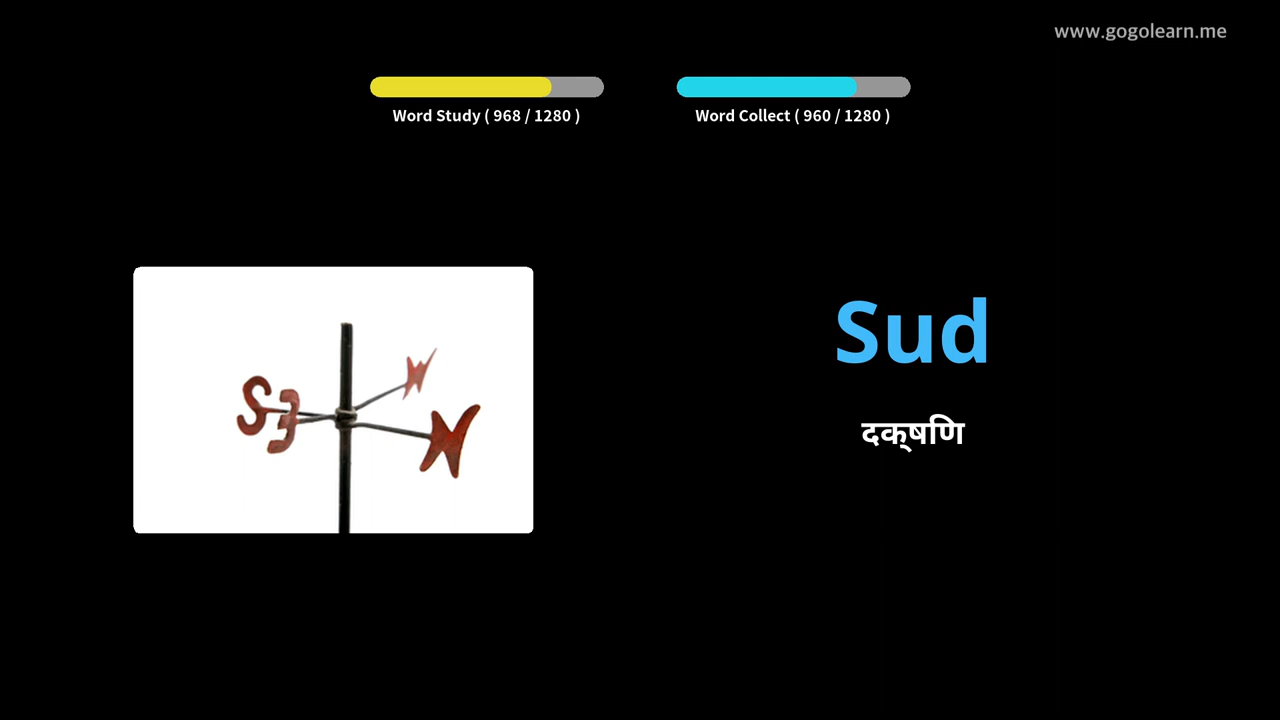 www.gogolearn.me
Word Study ( 968 / 1280 )
Word Collect ( 960 / 1280 )
S E N
Sud
दक्षणि